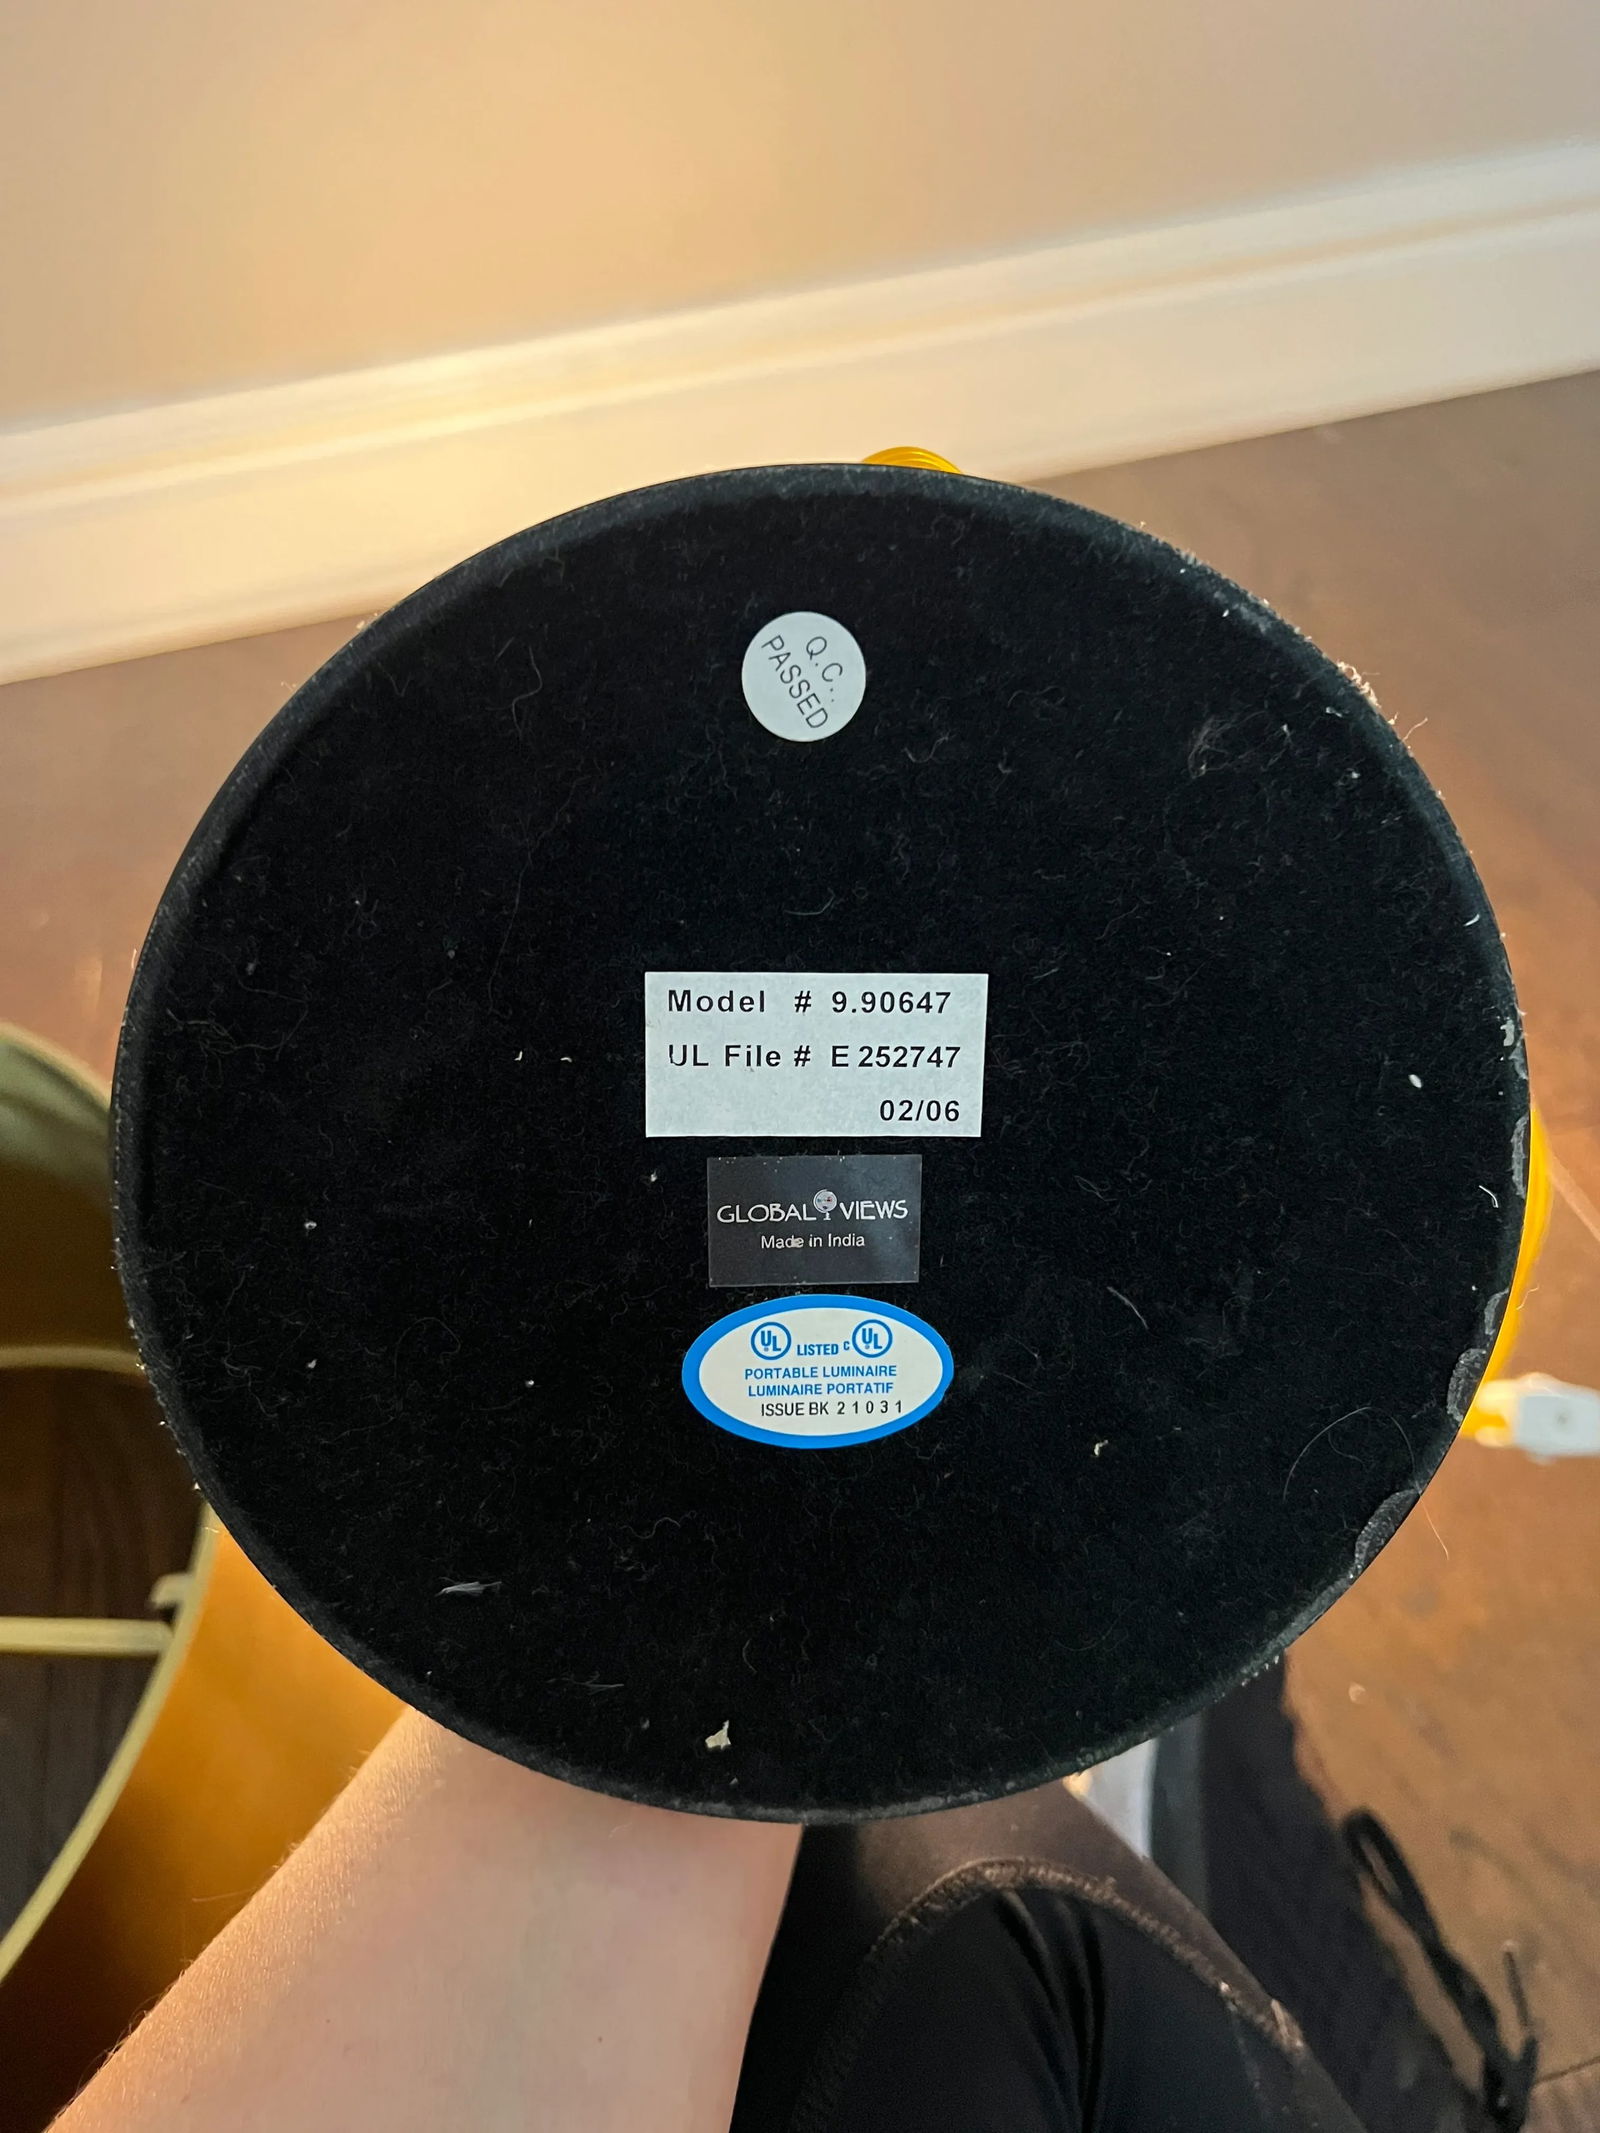 Q.C.
PASSED
Model # 9.90647
UL File # E 252747
02/06
GLOBAL VIEWS
Made in India
UL LISTED C UL
PORTABLE LUMINAIRE
LUMINAIRE PORTATIF
ISSUE BK 21031